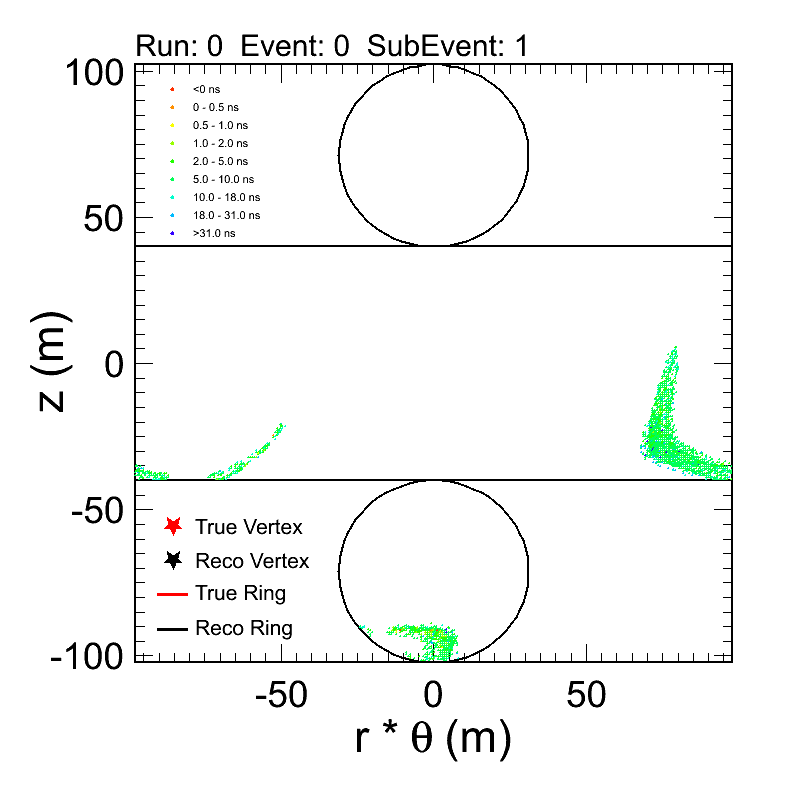 Run: 0  Event: 0  SubEvent: 1
100
<0 ns
0 - 0.5 ns
0.5 - 1.0 ns
1.0 - 2.0 ns
2.0 - 5.0 ns
5.0 - 10.0 ns
10.0 - 18.0 ns
18.0 - 31.0 ns
>31.0 ns
50
0
z (m)
-50
True Vertex
Reco Vertex
True Ring
Reco Ring
-100
-50 0 50
r * θ (m)